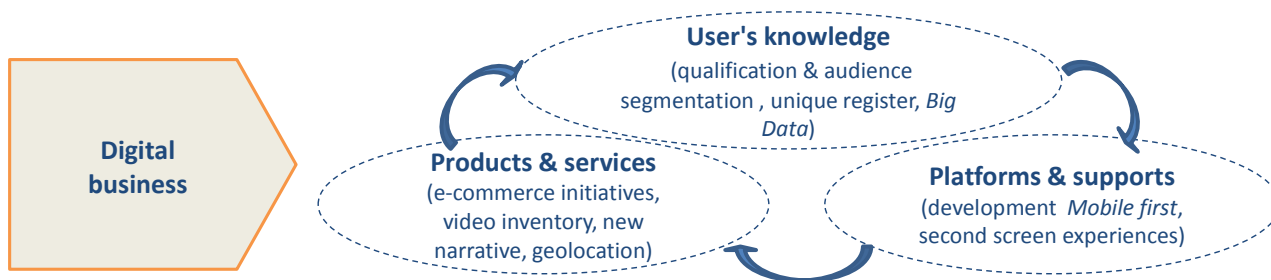 Digital
business
User's knowledge
(qualification & audience
segmentation , unique register, Big
Data)
Products & services
(e-commerce initiatives,
video inventory, new
narrative, geolocation)
Platforms & supports
(development Mobile first,
second screen experiences)